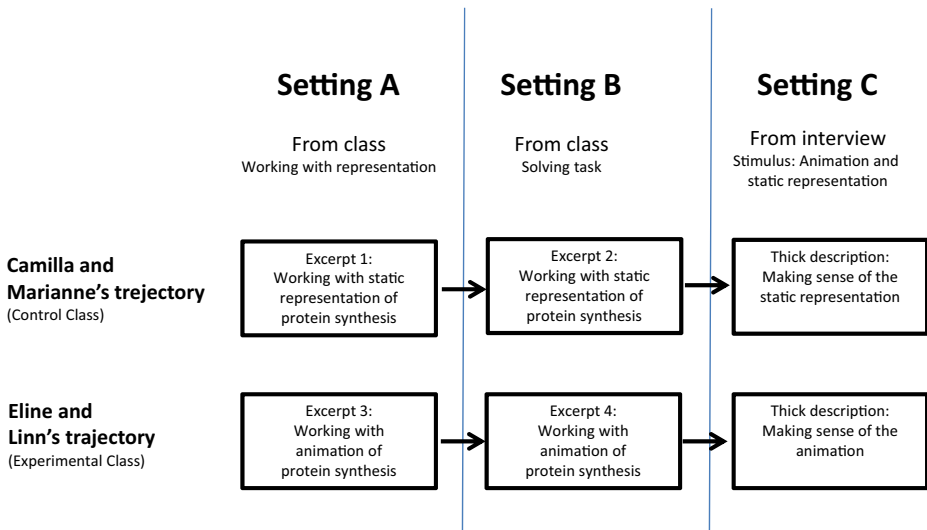 Setting A
Setting B
Setting C
From class
Working with representation
From class
Solving task
From interview
Stimulus: Animation and
static representation
Camilla and
Marianne's trajectory
(Control Class)
Excerpt 1:
Working with static
representation of
protein synthesis
Excerpt 2:
Working with static
representation of
protein synthesis
Thick description:
Making sense of the
static representation
Eline and
Linn's trajectory
(Experimental Class)
Excerpt 3:
Working with
animation of
protein synthesis
Excerpt 4:
Working with
animation of
protein synthesis
Thick description:
Making sense of the
animation